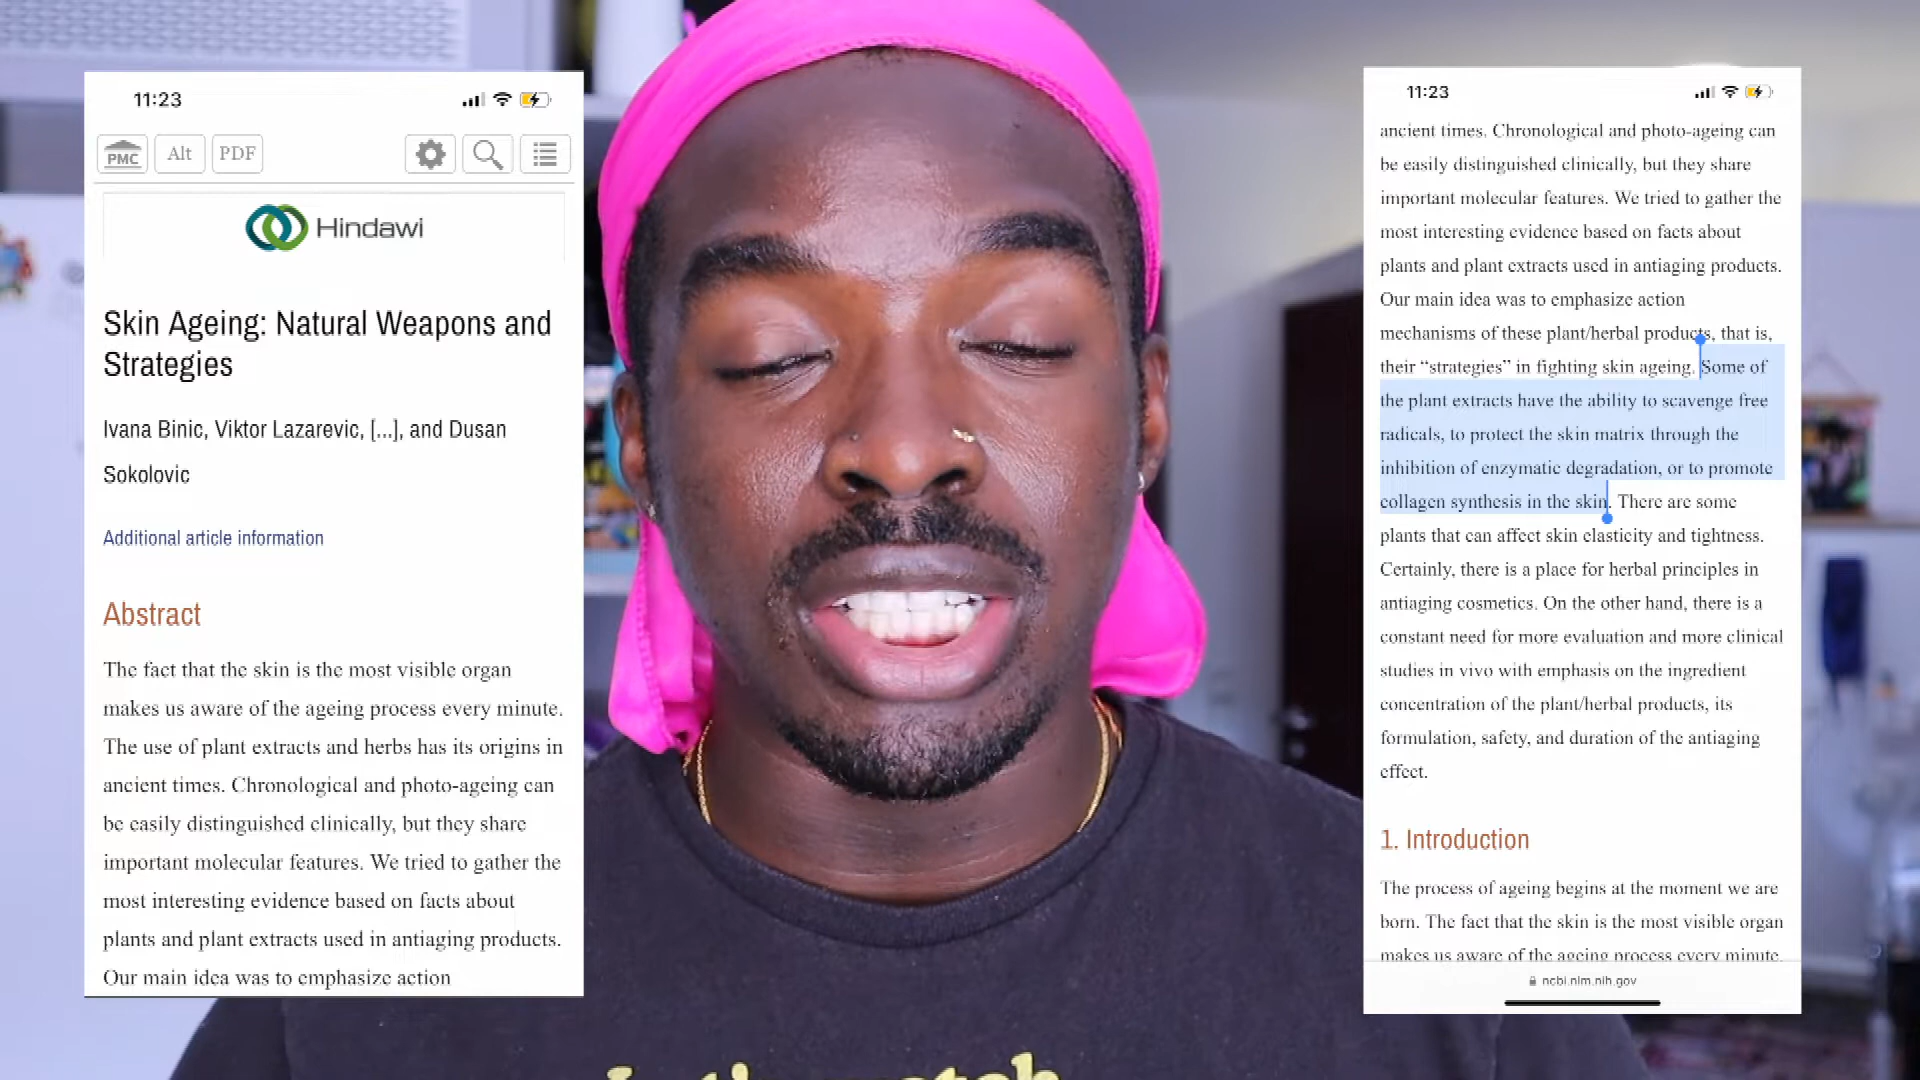 11:23
PMC Alt PDF
Hindawi
Skin Ageing: Natural Weapons and
Strategies
Ivana Binic, Viktor Lazarevic, [...], and Dusan
Sokolovic
Additional article information
Abstract
The fact that the skin is the most visible organ
makes us aware of the ageing process every minute.
The use of plant extracts and herbs has its origins in
ancient times. Chronological and photo-ageing can
be easily distinguished clinically, but they share
important molecular features. We tried to gather the
most interesting evidence based on facts about
plants and plant extracts used in antiaging products.
Our main idea was to emphasize action
11:23
ancient times. Chronological and photo-ageing can
be easily distinguished clinically, but they share
important molecular features. We tried to gather the
most interesting evidence based on facts about
plants and plant extracts used in antiaging products.
Our main idea was to emphasize action
mechanisms of these plant/herbal products, that is,
their “strategies” in fighting skin ageing. Some of
the plant extracts have the ability to scavenge free
radicals, to protect the skin matrix through the
inhibition of enzymatic degradation, or to promote
collagen synthesis in the skin. There are some
plants that can affect skin elasticity and tightness.
Certainly, there is a place for herbal principles in
antiaging cosmetics. On the other hand, there is a
constant need for more evaluation and more clinical
studies in vivo with emphasis on the ingredient
concentration of the plant/herbal products, its
formulation, safety, and duration of the antiaging
effect.
1. Introduction
The process of ageing begins at the moment we are
born. The fact that the skin is the most visible organ
makes us aware of the ageing process every minute.
ncbi.nlm.nih.gov